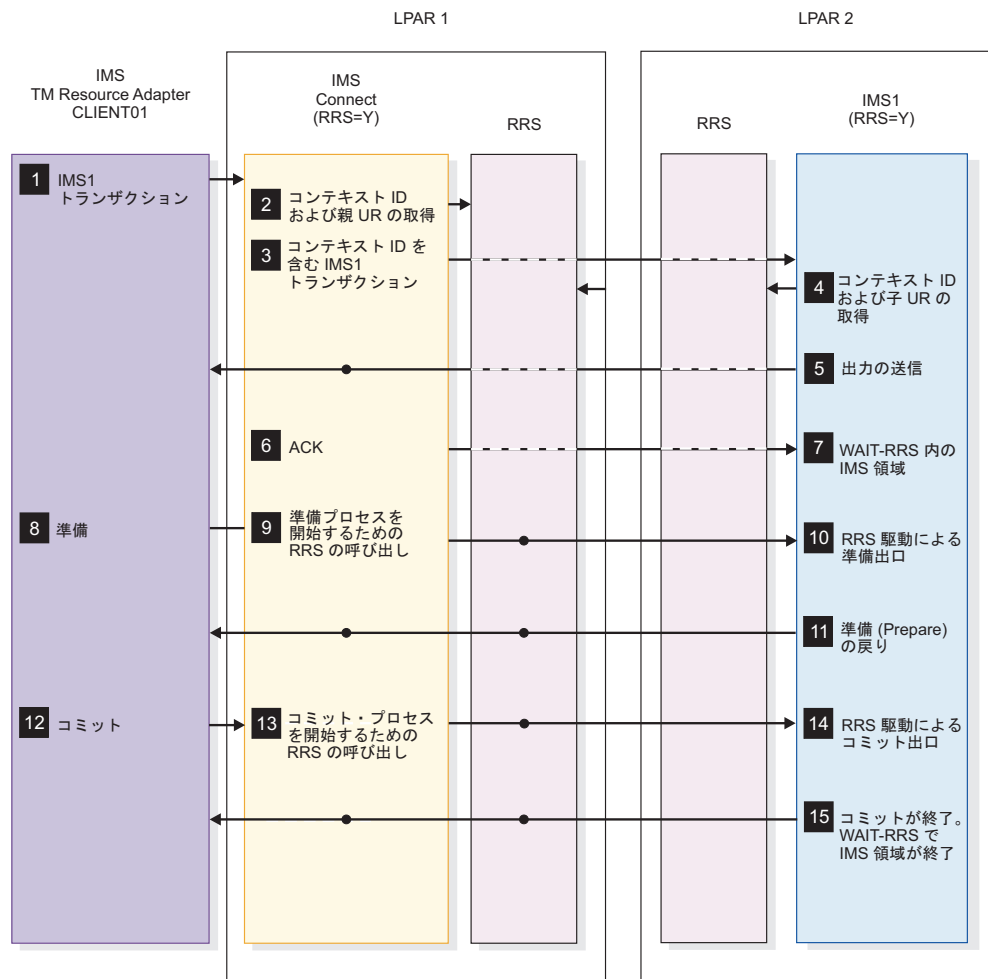 LPAR 1
LPAR 2
IMS
TM Resource Adapter
CLIENT01
IMS
Connect
(RRS=Y)
RRS
RRS
IMS1
(RRS=Y)
1 IMS1
トランザクション
2 コンテキスト ID
および親 UR の取得
3 コンテキスト ID を
含む IMS1
トランザクション
4 コンテキスト ID
および子 UR の
取得
5 出力の送信
6 ACK
7 WAIT-RRS 内の
IMS 領域
8 準備
9 準備プロセスを
開始するための
RRS の呼び出し
10 RRS 駆動による
準備出口
11 準備 (Prepare)
の戻り
12 コミット
13 コミット・プロセス
を開始するための
RRS の呼び出し
14 RRS 駆動による
コミット出口
15 コミットが終了。
WAIT-RRS で
IMS 領域が終了